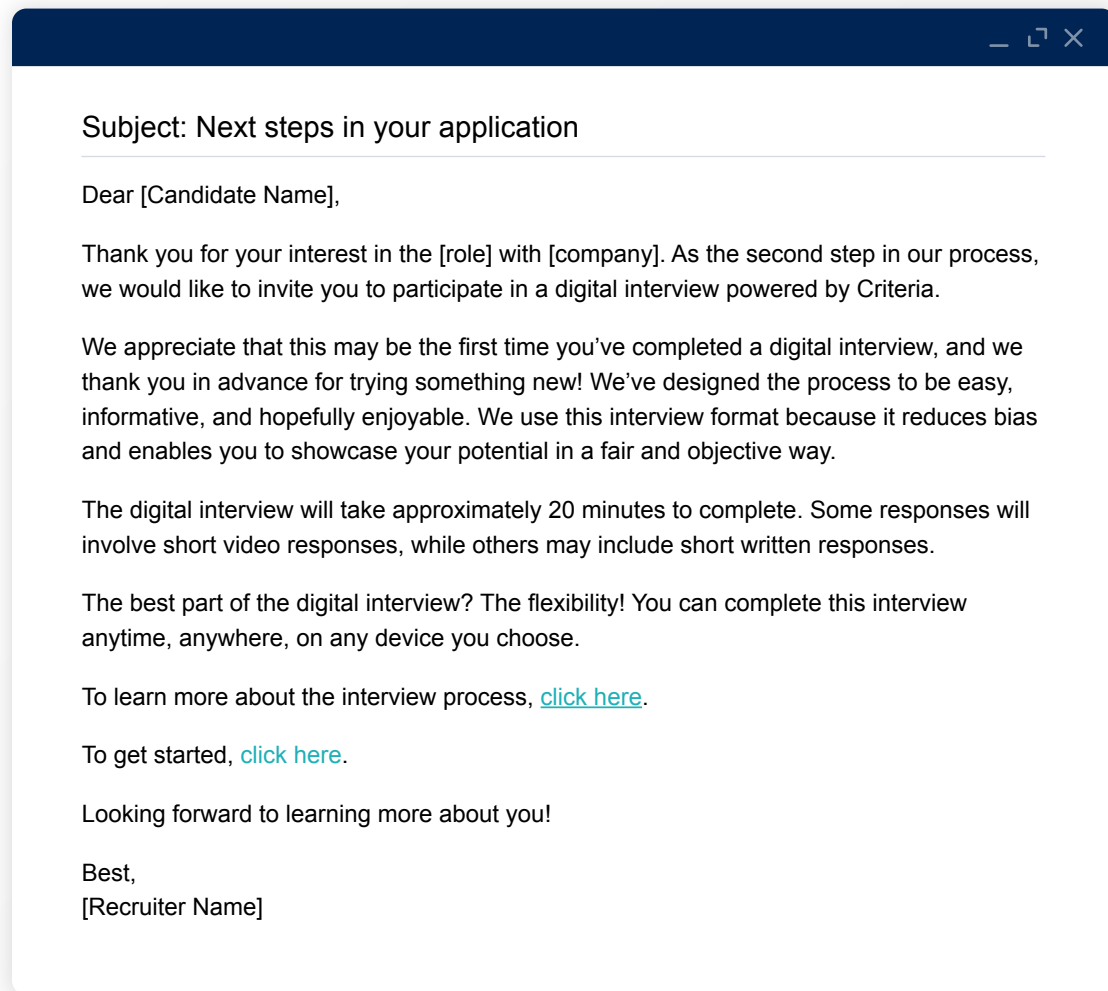 Subject: Next steps in your application
Dear [Candidate Name],
Thank you for your interest in the [role] with [company]. As the second step in our process,
we would like to invite you to participate in a digital interview powered by Criteria.
We appreciate that this may be the first time you’ve completed a digital interview, and we
thank you in advance for trying something new! We’ve designed the process to be easy,
informative, and hopefully enjoyable. We use this interview format because it reduces bias
and enables you to showcase your potential in a fair and objective way.
The digital interview will take approximately 20 minutes to complete. Some responses will
involve short video responses, while others may include short written responses.
The best part of the digital interview? The flexibility! You can complete this interview
anytime, anywhere, on any device you choose.
To learn more about the interview process, click here.
To get started, click here.
Looking forward to learning more about you!
Best,
[Recruiter Name]